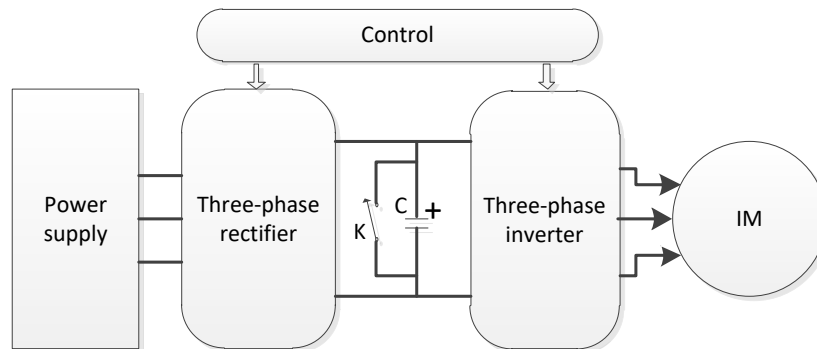 Control
Power
supply
Three-phase
rectifier
K
C
+
Three-phase
inverter
IM